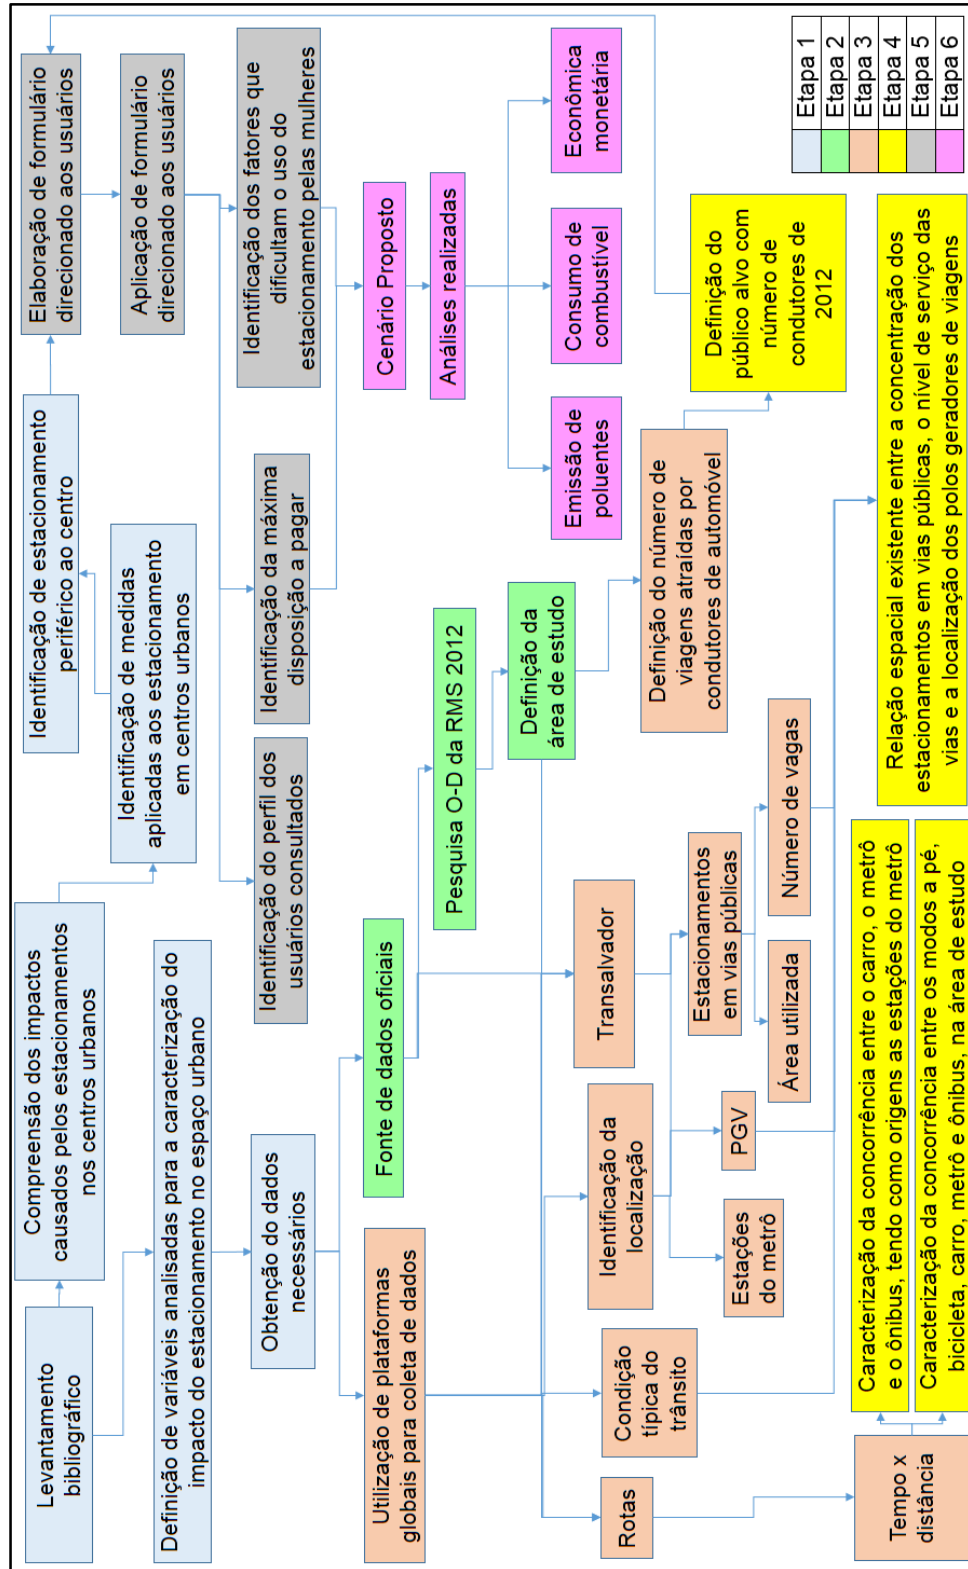 Levantamento
bibliográfico
Compreensão dos impactos
causados pelos estacionamentos
nos centros urbanos
Identificação de medidas
aplicadas aos estacionamento
em centros urbanos
Identificação de estacionamento
periférico ao centro
Elaboração de formulário
direcionado aos usuários
Definição de variáveis analisadas para a caracterização do
impacto do estacionamento no espaço urbano
Aplicação de formulário
direcionado aos usuários
Obtenção do dados
necessários
Identificação do perfil dos
usuários consultados
Identificação da máxima
disposição a pagar
Identificação dos fatores que
dificultam o uso do
estacionamento pelas mulheres
Utilização de plataformas
globais para coleta de dados
Fonte de dados oficiais
Cenário Proposto
Pesquisa O-D da RMS 2012
Análises realizadas
Definição da
área de estudo
Emissão de
poluentes
Consumo de
combustível
Econômica
monetária
Rotas
Condição
típica do
trânsito
Identificação da
localização
Transalvador
Definição do número de
viagens atraídas por
condutores de automóvel
Definição do
público alvo com
número de
condutores de
2012
Estações
do metrô
PGV
Estacionamentos
em vias públicas
Área utilizada
Número de vagas
Tempo x
distância
Caracterização da concorrência entre o carro, o metrô
e o ônibus, tendo como origens as estações do metrô
Caracterização da concorrência entre os modos a pé,
bicicleta, carro, metrô e ônibus, na área de estudo
Relação espacial existente entre a concentração dos
estacionamentos em vias públicas, o nível de serviço das
vias e a localização dos polos geradores de viagens
Etapa 1
Etapa 2
Etapa 3
Etapa 4
Etapa 5
Etapa 6